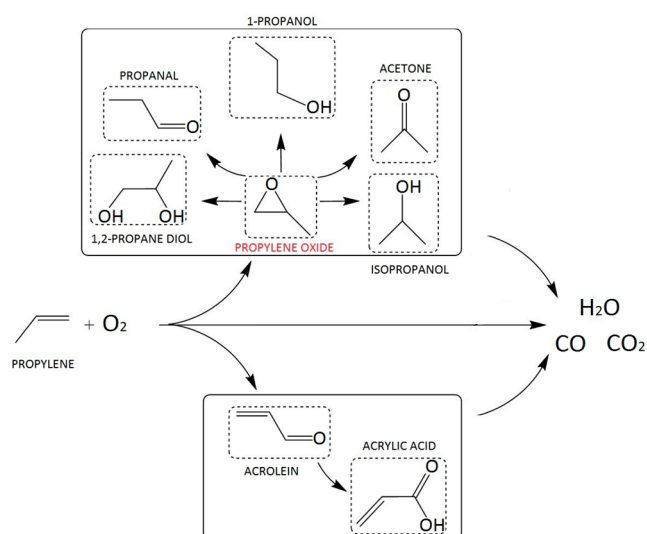 1-PROPANOL
PROPANAL
ACETONE
O
OH
O
OH
O
OH
OH
1,2-PROPANE DIOL
PROPYLENE OXIDE
ISOPROPANOL
+ O₂
PROPYLENE
H₂O
CO CO₂
O
ACROLEIN
ACRYLIC ACID
O
OH